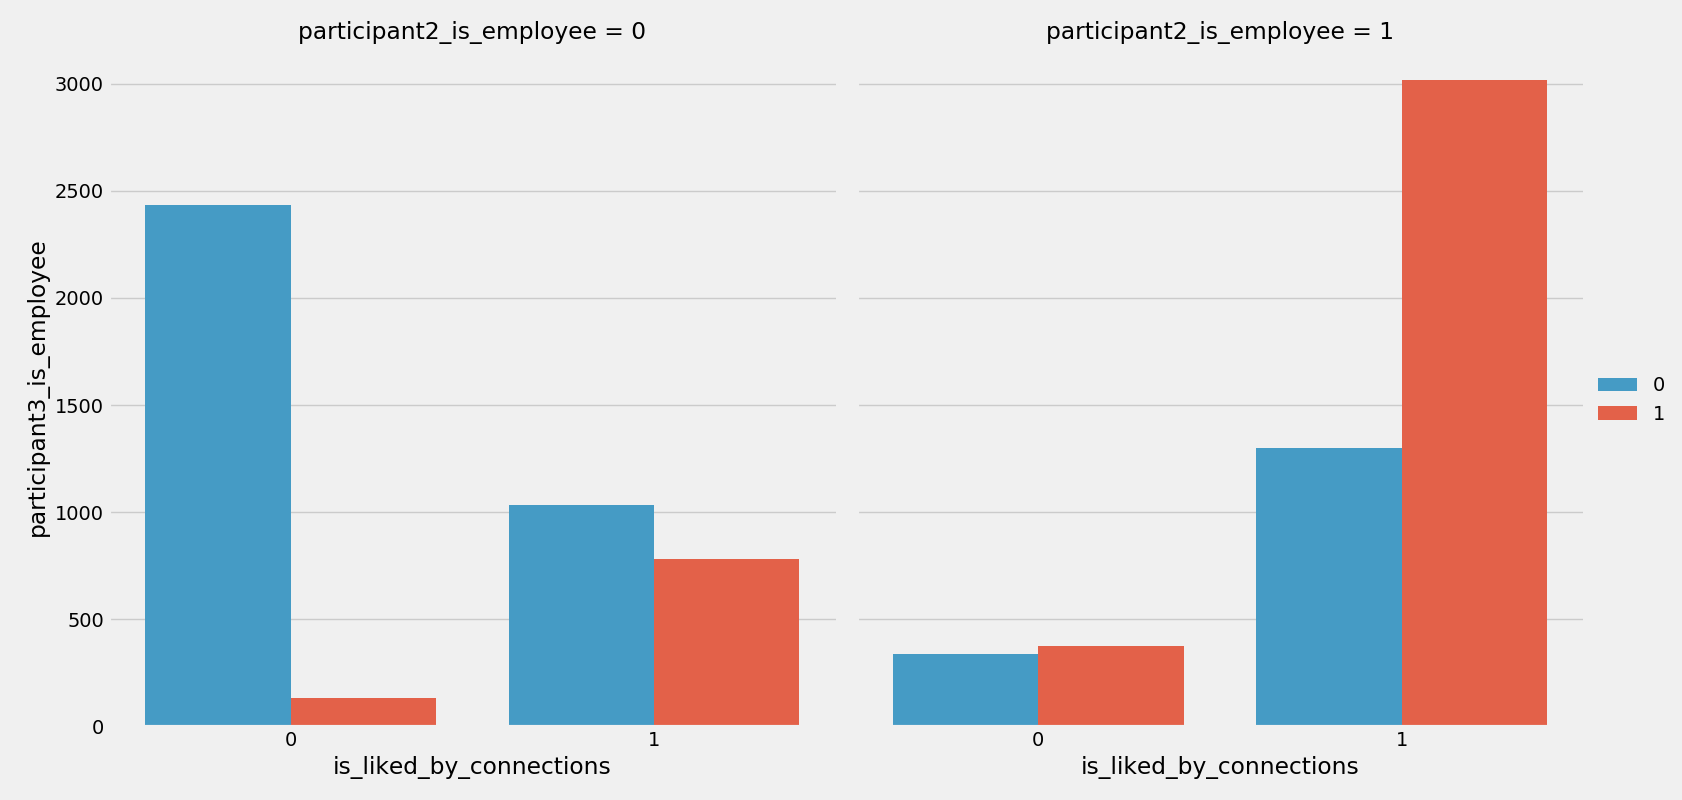 participant2_is_employee = 0
participant2_is_employee = 1
participant3_is_employee
3000
2500
2000
1500
1000
500
0
0
1
0
1
is_liked_by_connections
is_liked_by_connections
0
1